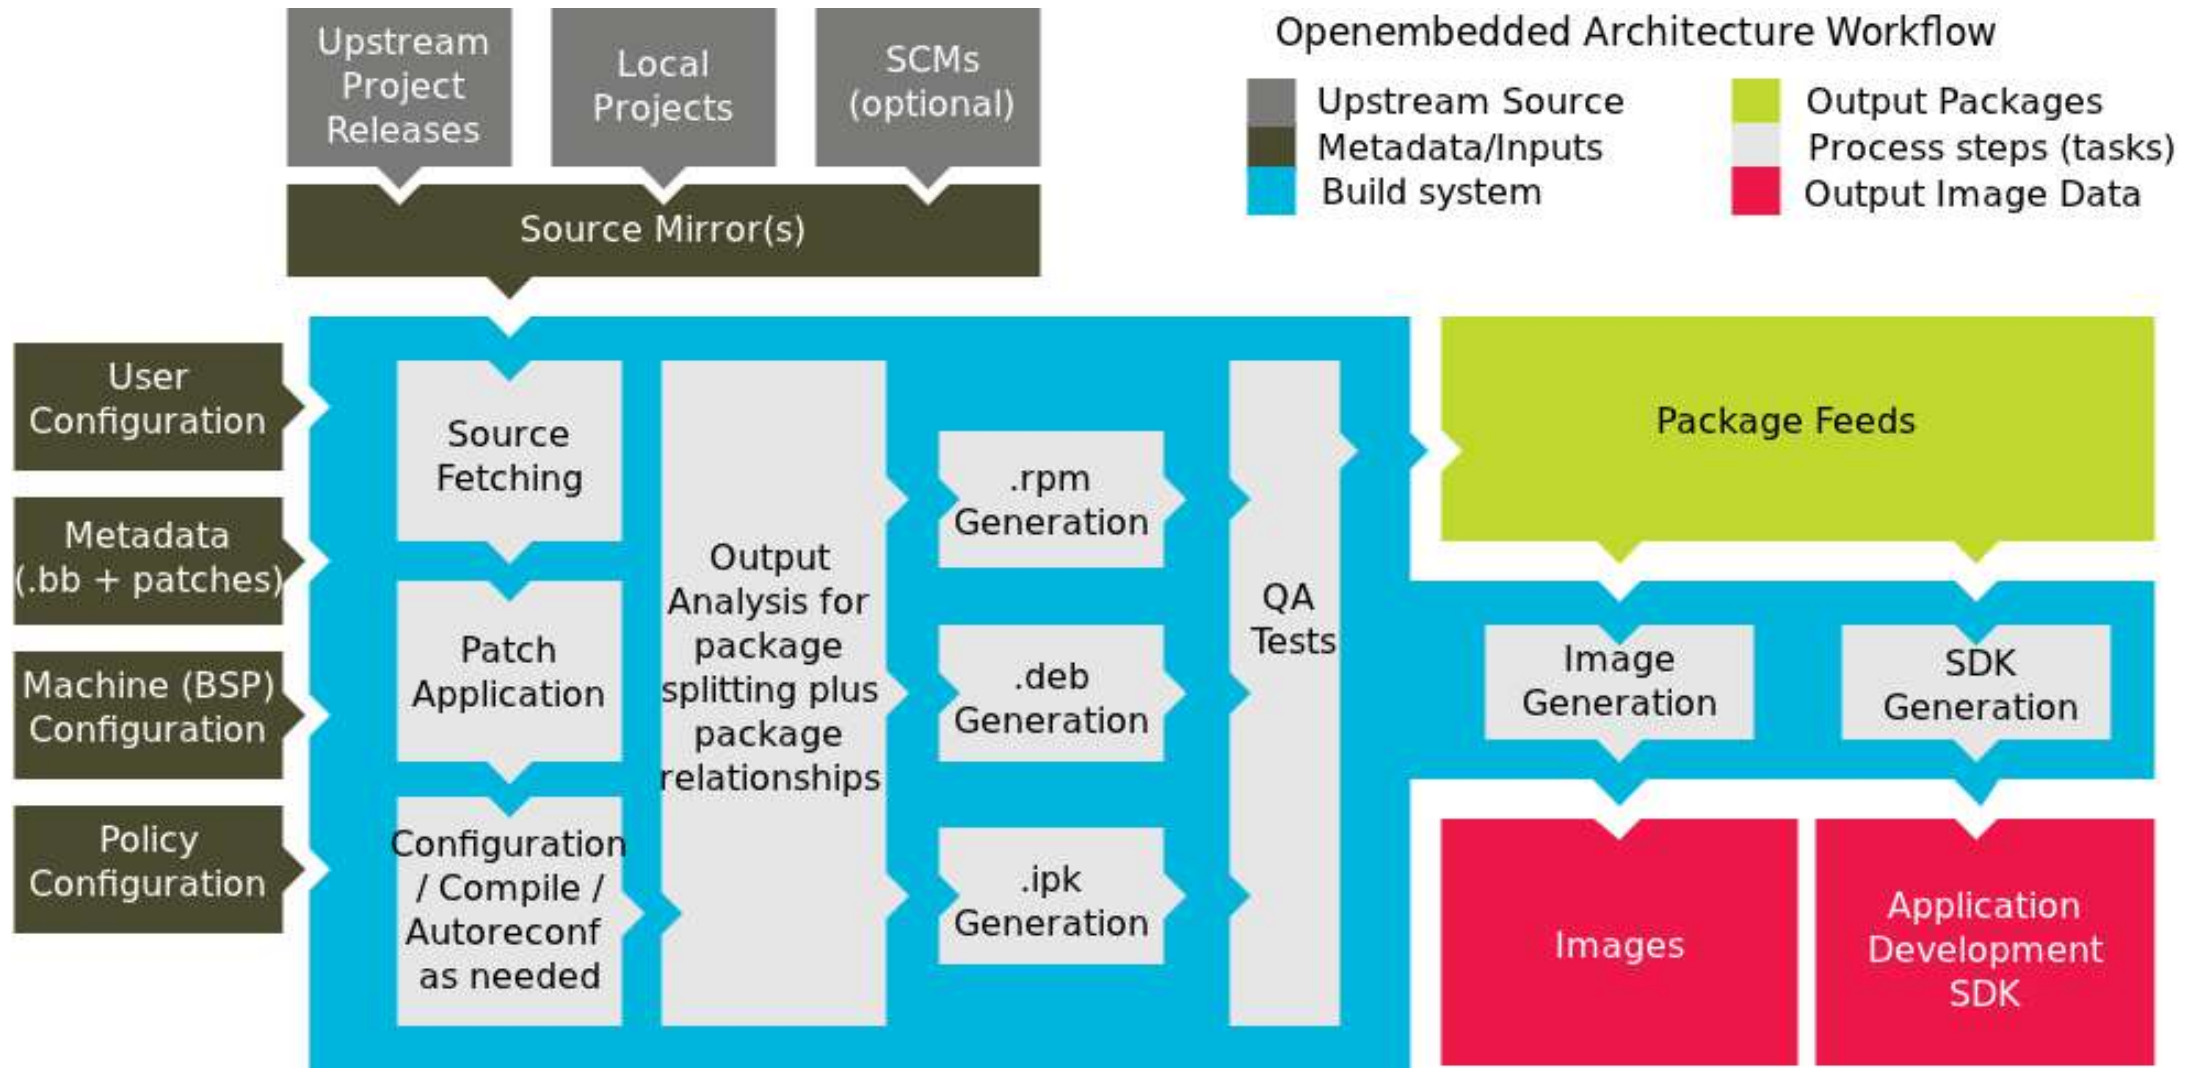 Upstream
Project
Releases
Local
Projects
SCMs
(optional)
Openembedded Architecture Workflow
Upstream Source
Metadata/Inputs
Build system
Output Packages
Process steps (tasks)
Output Image Data
Source Mirror(s)
User
Configuration
Metadata
(.bb + patches)
Machine (BSP)
Configuration
Policy
Configuration
Source
Fetching
Patch
Application
Configuration
/ Compile /
Autoreconf
as needed
Output
Analysis for
package
splitting plus
package
relationships
.rpm
Generation
.deb
Generation
.ipk
Generation
QA
Tests
Package Feeds
Image
Generation
SDK
Generation
Images
Application
Development
SDK